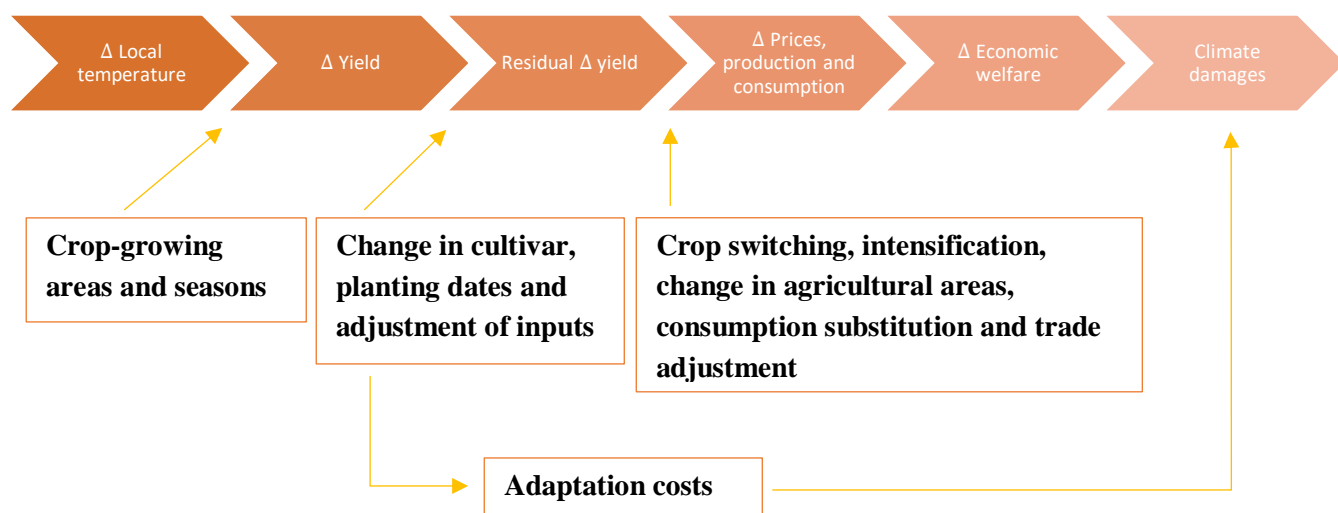 Δ Local
temperature
Δ Yield
Residual Δ yield
Δ Prices,
production and
consumption
Δ Economic
welfare
Climate
damages
Crop-growing
areas and seasons
Change in cultivar,
planting dates and
adjustment of inputs
Crop switching, intensification,
change in agricultural areas,
consumption substitution and trade
adjustment
Adaptation costs